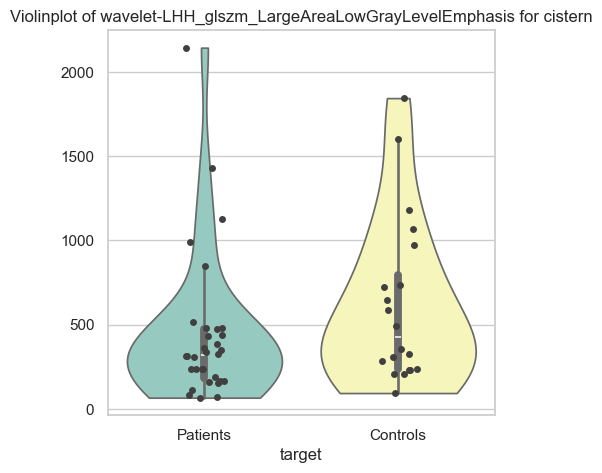 Violinplot of wavelet-LHH_glszm_LargeAreaLowGrayLevelEmphasis for cistern
2000
1500
1000
500
0
Patients
Controls
target